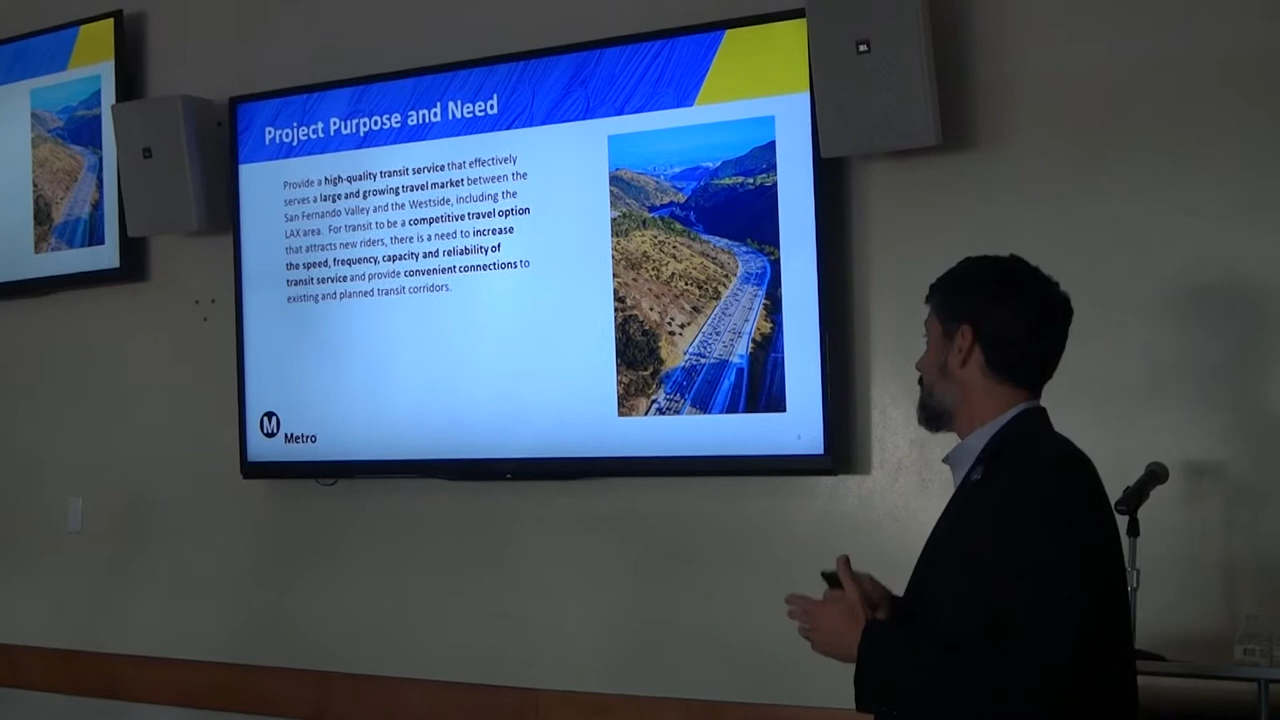 Project Purpose and Need
Provide a high-quality transit service that effectively
serves a large and growing travel market between the
San Fernando Valley and the Westside, including the
LAX area. For transit to be a competitive travel option
that attracts new riders, there is a need to increase
the speed, frequency, capacity and reliability of
transit service and provide convenient connections to
existing and planned transit corridors.
M
Metro
JBL